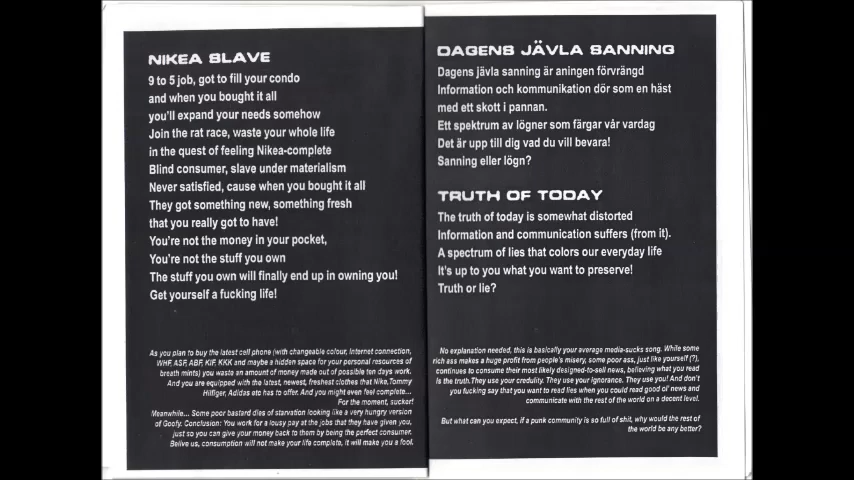 NIKEA SLAVE
9 to 5 job, got to fill your condo
and when you bought it all
you'll expand your needs somehow
Join the rat race, waste your whole life
in the quest of feeling Nikea-complete
Blind consumer, slave under materialism
Never satisfied, cause when you bought it all
They got something new, something fresh
that you really got to have!
You're not the money in your pocket,
You're not the stuff you own
The stuff you own will finally end up in owning you!
Get yourself a fucking life!
As you plan to buy the latest cell phone (with changeable colour, Internet connection,
WHF, ASF, ABF, KIF, KKK and maybe a hidden space for your personal resources of
breath mints) you waste an amount of money made out of possible ten days work.
And you are equipped with the latest, newest, freshest clothes that Nike,Tommy
Hilfiger, Adidas etc has to offer. And you might even feel complete...
For the moment, sucker!
Meanwhile... Some poor bastard dies of starvation looking like a very hungry version
of Goofy. Conclusion: You work for a lousy pay at the jobs that they have given you,
just so you can give your money back to them by being the perfect consumer.
Belive us, consumption will not make your life complete, it will make you a fool.
DAGENS JÄVLA SANNING
Dagens jävla sanning är aningen förvrängd
Information och kommunikation dör som en häst
med ett skott i pannan.
Ett spektrum av lögner som färgar vår vardag
Det är upp till dig vad du vill bevara!
Sanning eller lögn?
TRUTH OF TODAY
The truth of today is somewhat distorted
Information and communication suffers (from it).
A spectrum of lies that colors our everyday life
It's up to you what you want to preserve!
Truth or lie?
No explanation needed, this is basically your average media-sucks song. While some
rich ass makes a huge profit from people's misery, some poor ass, just like yourself (?),
continues to consume their most likely designed-to-sell news, believing what you read
is the truth.They use your credulity. They use your ignorance. They use you! And don't
you fucking say that you want to read lies when you could read good ol' news and
communicate with the rest of the world on a decent level.
But what can you expect, if a punk community is so full of shit, why would the rest of
the world be any better?